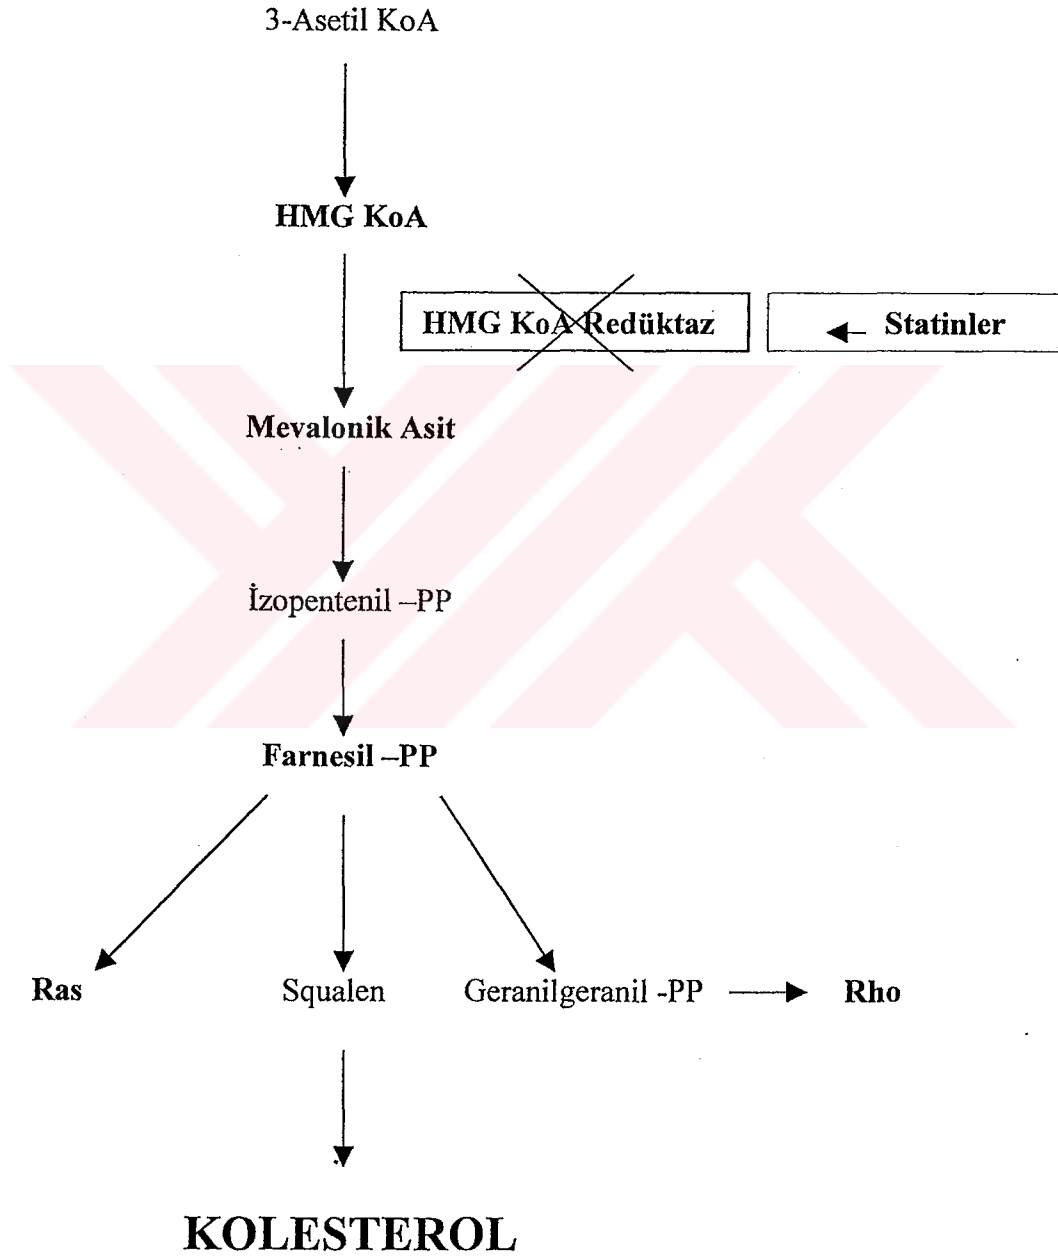 3-Asetil KoA
HMG KoA
HMG KoA Redüktaz
Statinler
Mevalonik Asit
İzopentenil –PP
Farnesil –PP
Ras
Squalen
Geranilgeranil -PP
Rho
KOLESTEROL